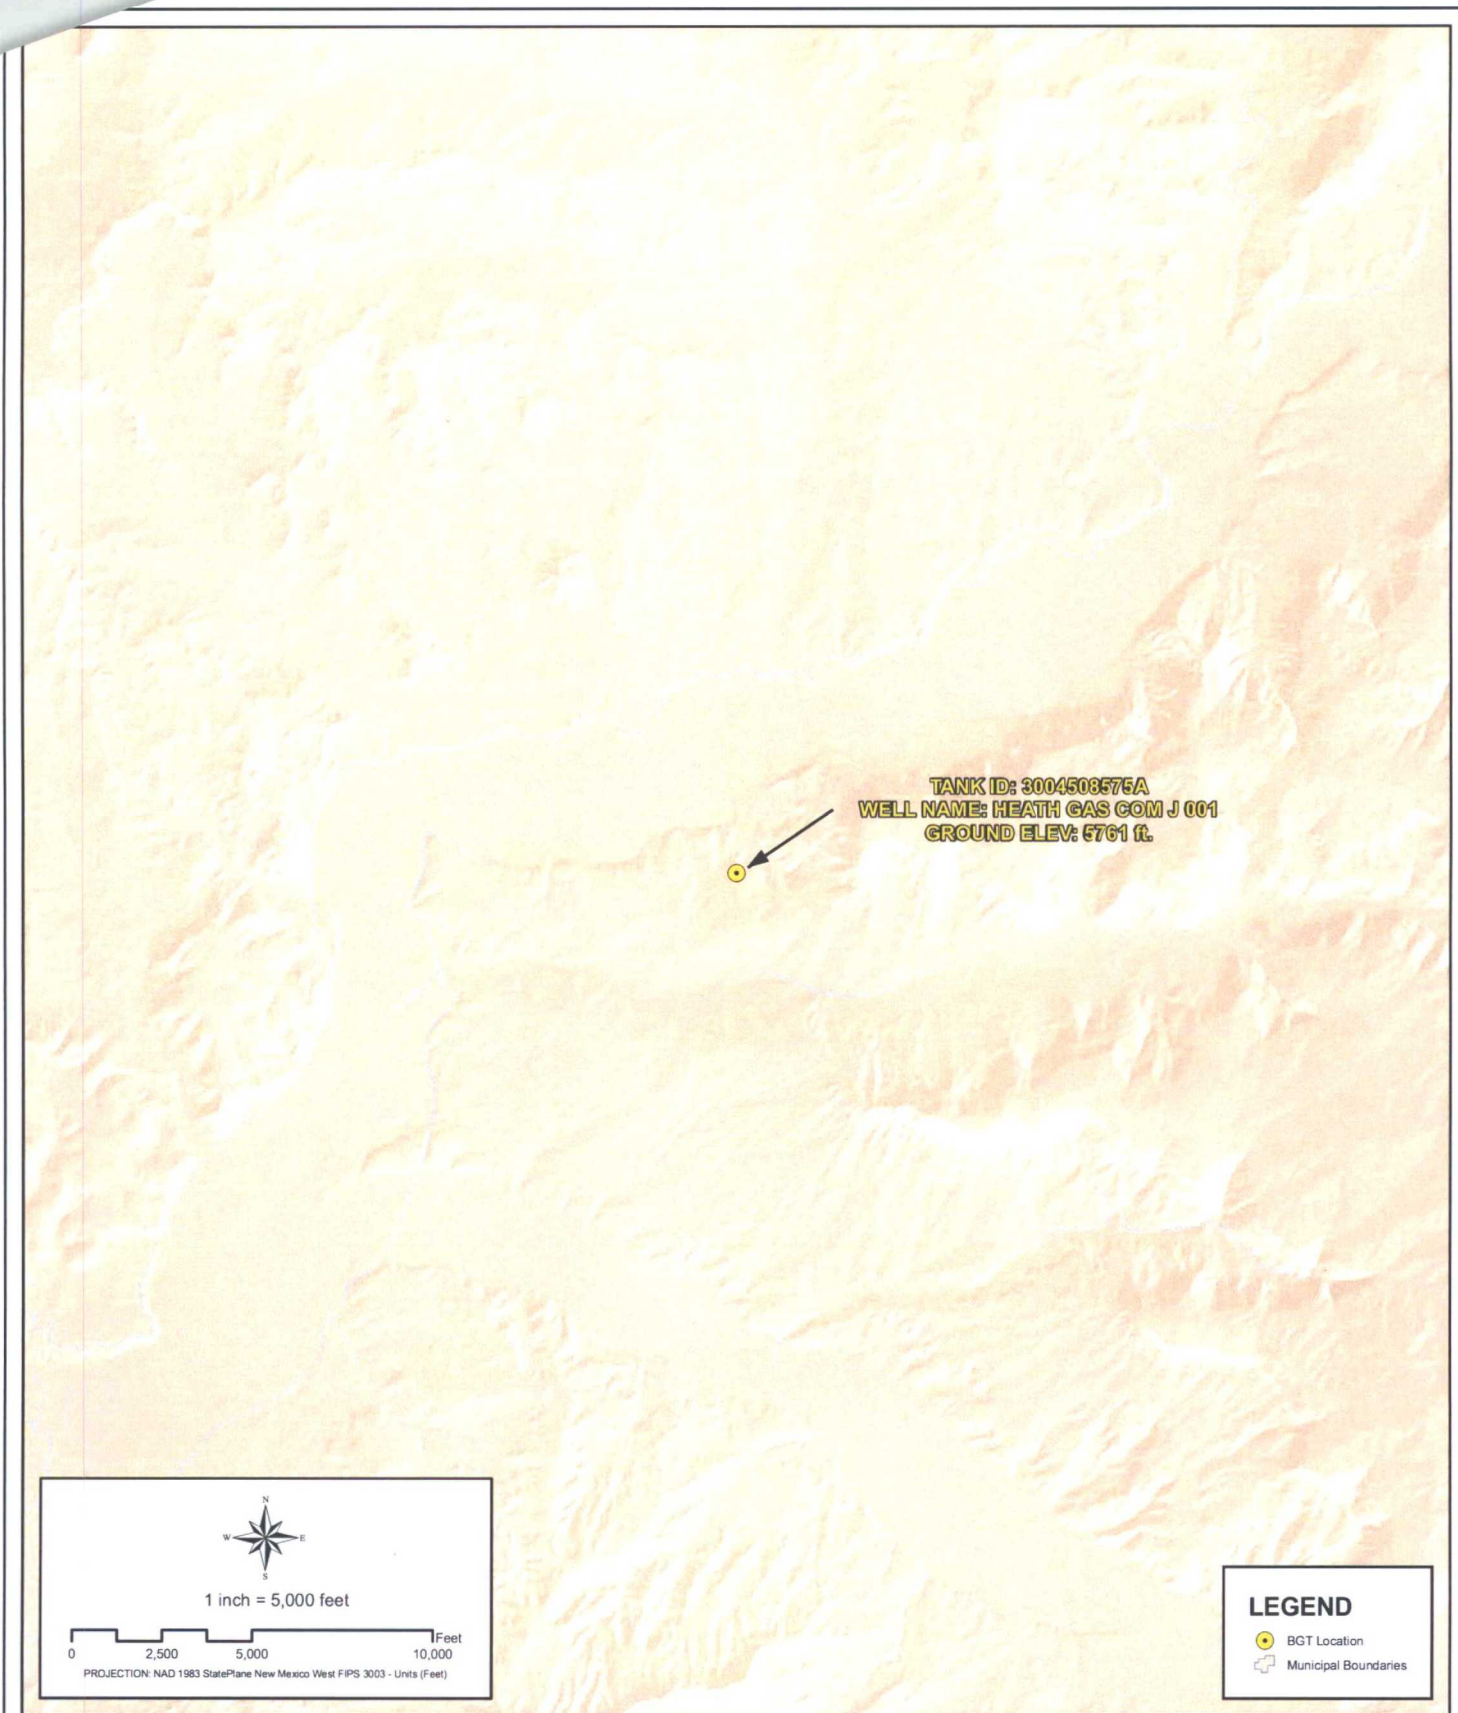 TANK ID: 3004508575A
WELL NAME: HEATH GAS COM J 001
GROUND ELEV: 5761 ft.
N
W E
S
1 inch = 5,000 feet
Feet
0 2,500 5,000 10,000
PROJECTION: NAD 1983 StatePlane New Mexico West FIPS 3003 - Units (Feet)
LEGEND
BGT Location
Municipal Boundaries